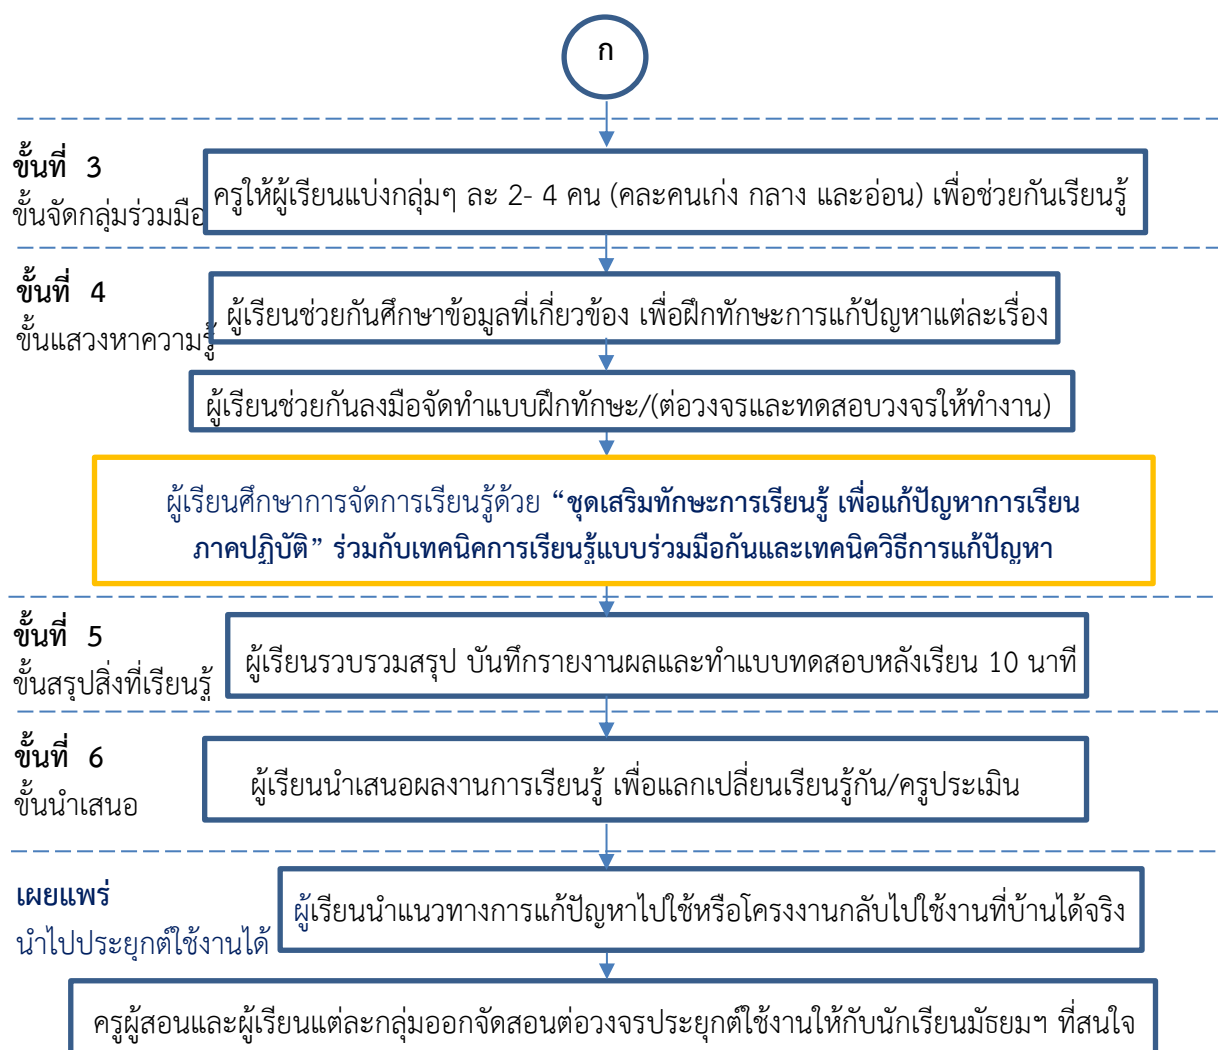 ก
ขั้นที่ 3
ขั้นจัดกลุ่มร่วมมือ
ครูให้ผู้เรียนแบ่งกลุ่มๆ ละ 2- 4 คน (คละคนเก่ง กลาง และอ่อน) เพื่อช่วยกันเรียนรู้
ขั้นที่ 4
ขั้นแสวงหาความรู้
ผู้เรียนช่วยกันศึกษาข้อมูลที่เกี่ยวข้อง เพื่อฝึกทักษะการแก้ปัญหาแต่ละเรื่อง
ผู้เรียนช่วยกันลงมือจัดทำแบบฝึกทักษะ/(ต่อวงจรและทดสอบวงจรให้ทำงาน)
ผู้เรียนศึกษาการจัดการเรียนรู้ด้วย “ชุดเสริมทักษะการเรียนรู้ เพื่อแก้ปัญหาการเรียน
ภาคปฏิบัติ” ร่วมกับเทคนิคการเรียนรู้แบบร่วมมือกันและเทคนิควิธีการแก้ปัญหา
ขั้นที่ 5
ขั้นสรุปสิ่งที่เรียนรู้
ผู้เรียนรวบรวมสรุป บันทึกรายงานผลและทำแบบทดสอบหลังเรียน 10 นาที
ขั้นที่ 6
ขั้นนำเสนอ
ผู้เรียนนำเสนอผลงานการเรียนรู้ เพื่อแลกเปลี่ยนเรียนรู้กัน/ครูประเมิน
เผยแพร่
นำไปประยุกต์ใช้งานได้
ผู้เรียนนำแนวทางการแก้ปัญหาไปใช้หรือโครงงานกลับไปใช้งานที่บ้านได้จริง
ครูผู้สอนและผู้เรียนแต่ละกลุ่มออกจัดสอนต่อวงจรประยุกต์ใช้งานให้กับนักเรียนมัธยมฯ ที่สนใจ